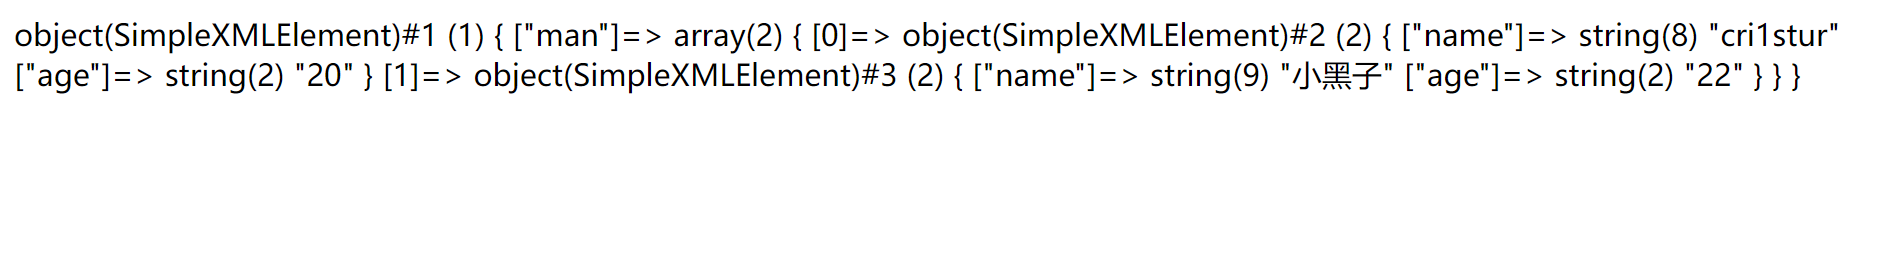 object(SimpleXMLElement)#1 (1) { ["man"]=> array(2) { [0]=> object(SimpleXMLElement)#2 (2) { ["name"]=> string(8) "cri1stur"
["age"]=> string(2) "20" } [1]=> object(SimpleXMLElement)#3 (2) { ["name"]=> string(9) "小黑子" ["age"]=> string(2) "22" } } }